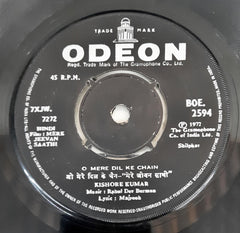 TRADE MARK
ODEON
Regd. Trade Mark of The Gramophone Co., Ltd.
45 R.P.M.
7XJW. 7272
BOE. 2594
HINDI
Film : MERE JEEVAN SAATHI
℗ 1972
The Gramophone Co. of India
Shilpkar
O MERE DIL KE CHAIN
ओ मेरे दिल के चैन–"मेरे जीवन साथी"
KISHORE KUMAR
Music : Rahul Dev Burman
Lyric : Majrooh